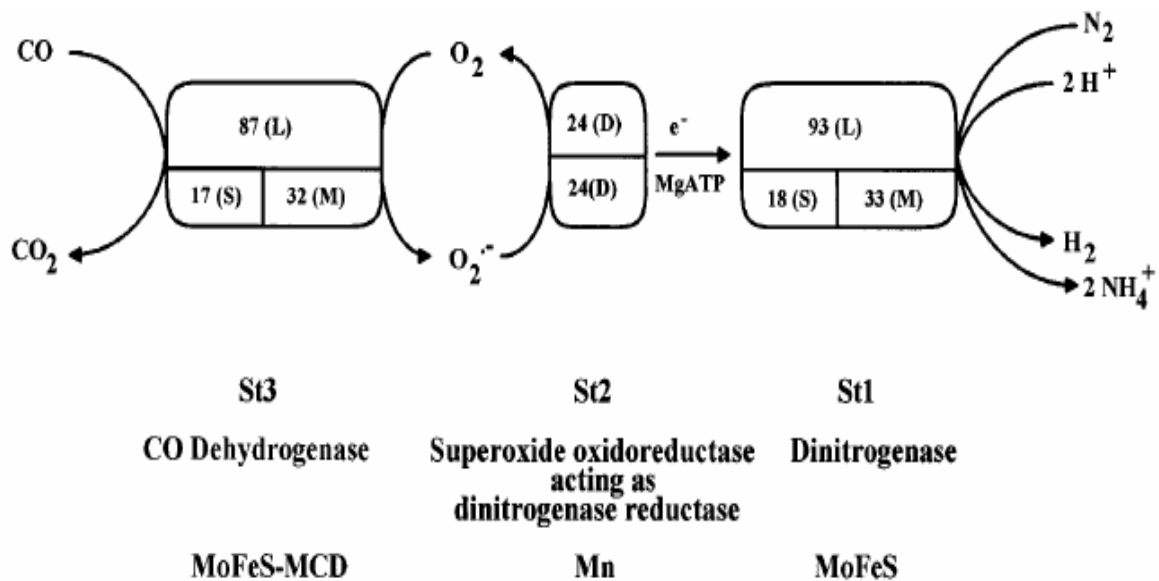 CO
O₂
N₂
2 H⁺
87 (L)
24 (D)
e⁻
93 (L)
17 (S)
32 (M)
24(D)
MgATP
18 (S)
33 (M)
CO₂
O₂·⁻
H₂
2 NH₄⁺
St3
St2
St1
CO Dehydrogenase
Superoxide oxidoreductase
acting as
dinitrogenase reductase
Dinitrogenase
MoFeS-MCD
Mn
MoFeS